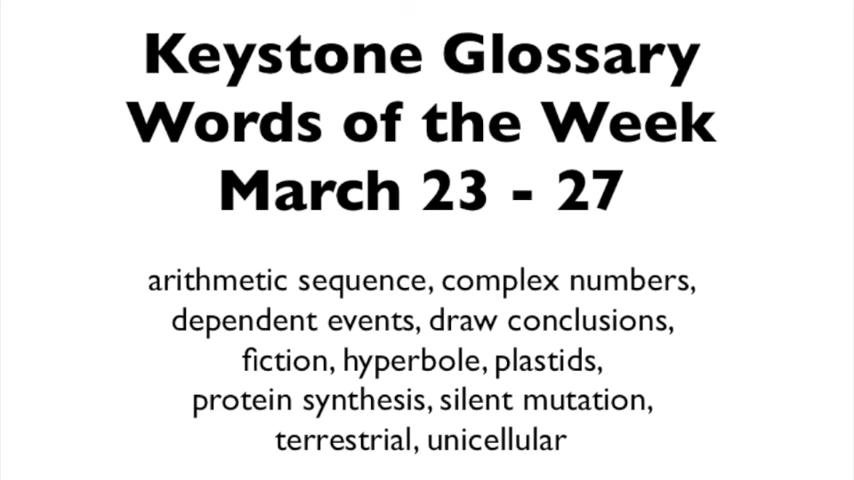 Keystone Glossary
Words of the Week
March 23 - 27
arithmetic sequence, complex numbers,
dependent events, draw conclusions,
fiction, hyperbole, plastids,
protein synthesis, silent mutation,
terrestrial, unicellular